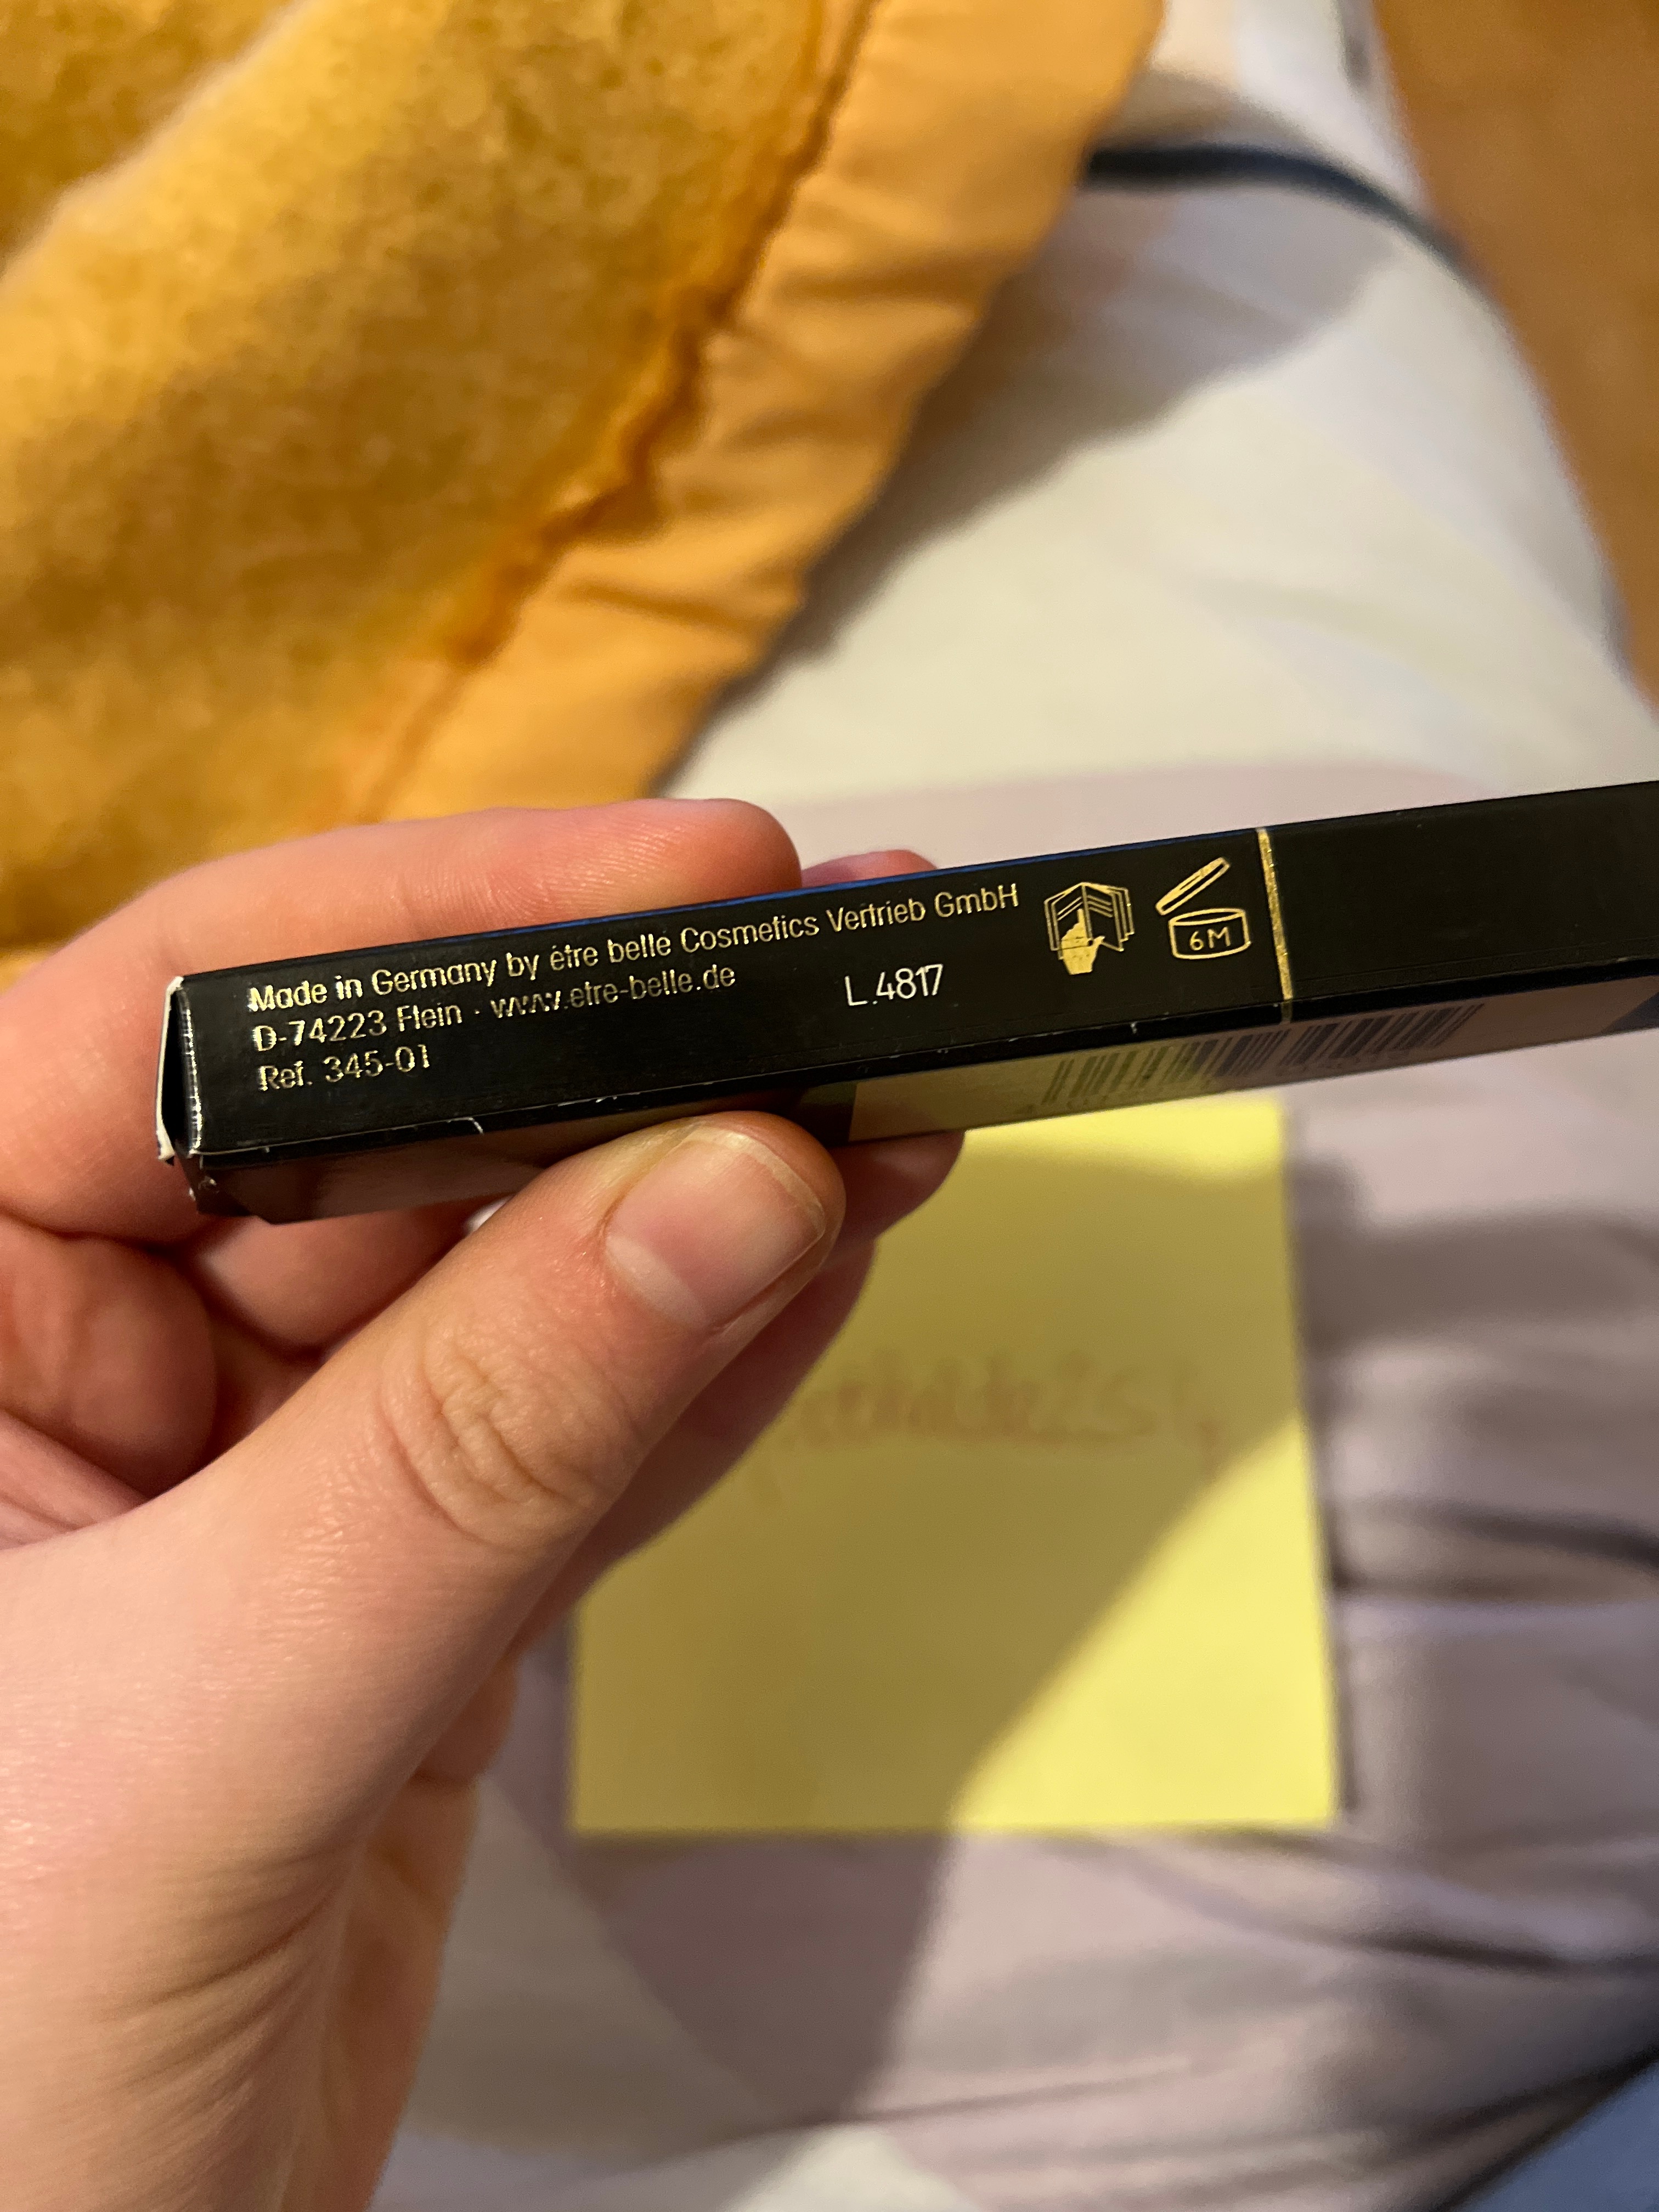 Made in Germany by être belle Cosmetics Vertrieb GmbH
D-74223 Flein · www.etre-belle.de
Ref. 345-01
L.4817
6M